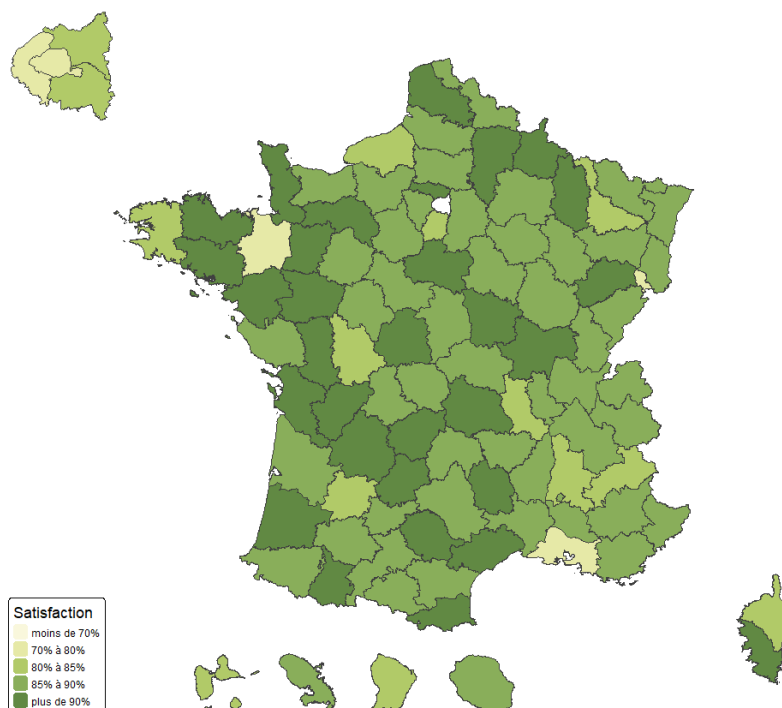 Satisfaction
moins de 70%
70% à 80%
80% à 85%
85% à 90%
plus de 90%